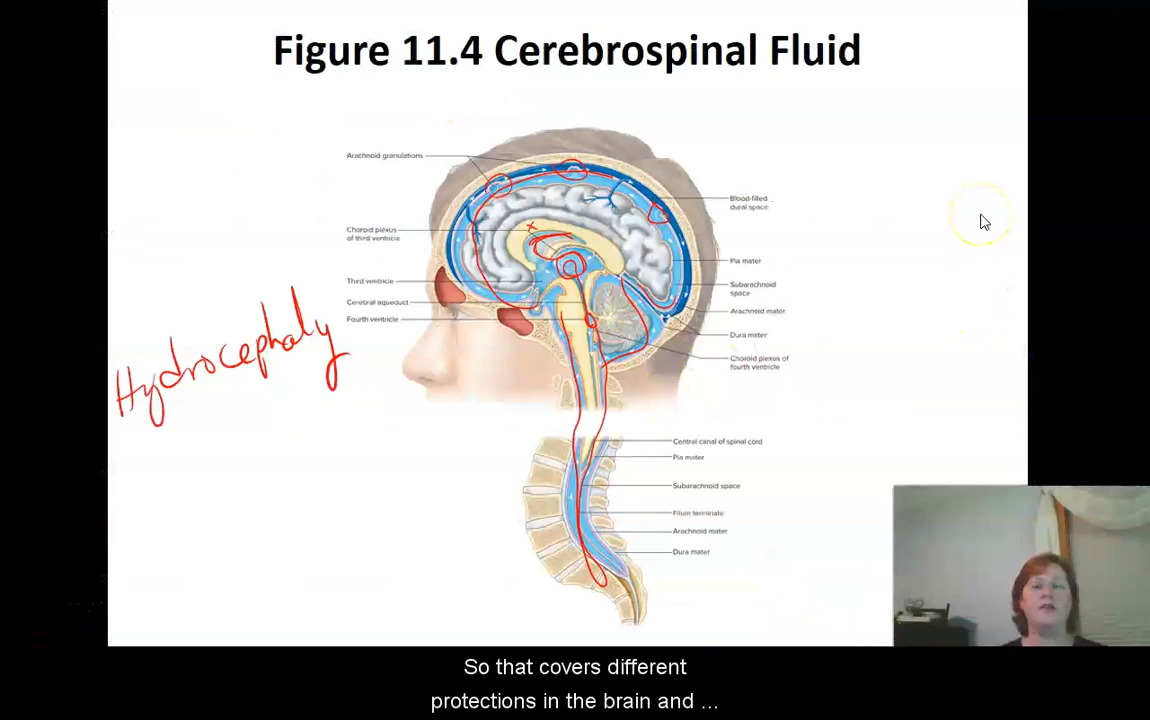 Figure 11.4 Cerebrospinal Fluid
Arachnoid granulations
Choroid plexus
of third ventricle
Third ventricle
Cerebral aqueduct
Fourth ventricle
Hydrocephaly
Blood-filled
dural space
Pia mater
Subarachnoid
space
Arachnoid mater
Dura mater
Choroid plexus of
fourth ventricle
Central canal of spinal cord
Pia mater
Subarachnoid space
Filum terminale
Arachnoid mater
Dura mater
So that covers different
protections in the brain and ...